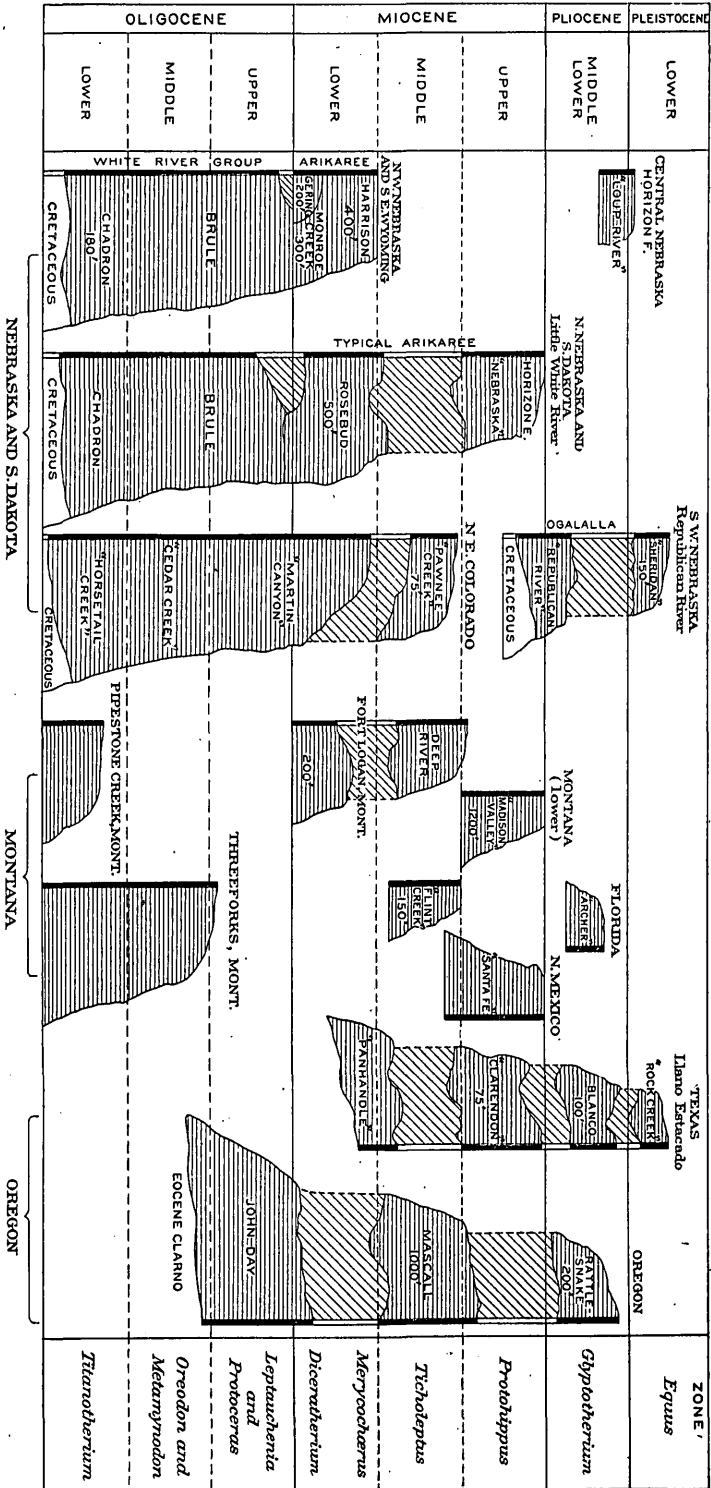 OLIGOCENE
MIOCENE
PLIOCENE
PLEISTOCENE
LOWER
MIDDLE
UPPER
LOWER
MIDDLE
UPPER
MIDDLE
LOWER
LOWER
N.W. NEBRASKA
AND S.E. WYOMING
WHITE RIVER GROUP
ARIKAREE
CRETACEOUS
CHADRON
180'
BRULE
GERING
200'
MONROE
CREEK
300'
HARRISON
400'
CENTRAL NEBRASKA
HORIZON F.
"LOUP RIVER"
N. NEBRASKA AND
S. DAKOTA
Little White River
TYPICAL ARIKAREE
CRETACEOUS
CHADRON
BRULE
ROSEBUD
500'
HORIZON E.
"NEBRASKA"
N E. COLORADO
CRETACEOUS
"HORSETAIL
CREEK"
"CEDAR CREEK"
"MARTIN
CANYON"
"PAWNEE
CREEK"
75'
S W. NEBRASKA
Republican River
OGALALLA
CRETACEOUS
"REPUBLICAN
RIVER"
"SHERIDAN"
150'
NEBRASKA AND S. DAKOTA
PIPESTONE CREEK, MONT.
FORT LOGAN, MONT.
200'
DEEP
RIVER
MONTANA
(lower)
"MADISON
VALLEY"
1200'
THREEFORKS, MONT.
"FLINT
CREEK"
150'
MONTANA
FLORIDA
"ARCHER"
N. MEXICO
"SANTA FE"
TEXAS
Llano Estacado
"PANHANDLE"
"CLARENDON"
75'
BLANCO
100'
"ROCK CREEK"
OREGON
EOCENE CLARNO
JOHN-DAY
MASCALL
1000'
RATTLE-
SNAKE
200'
OREGON
ZONE
Titanotherium
Oreodon and
Metamynodon
Leptauchenia
and
Protoceras
Diceratherium
Merycochœrus
Ticholeptus
Protohippus
Glyptotherium
Equus